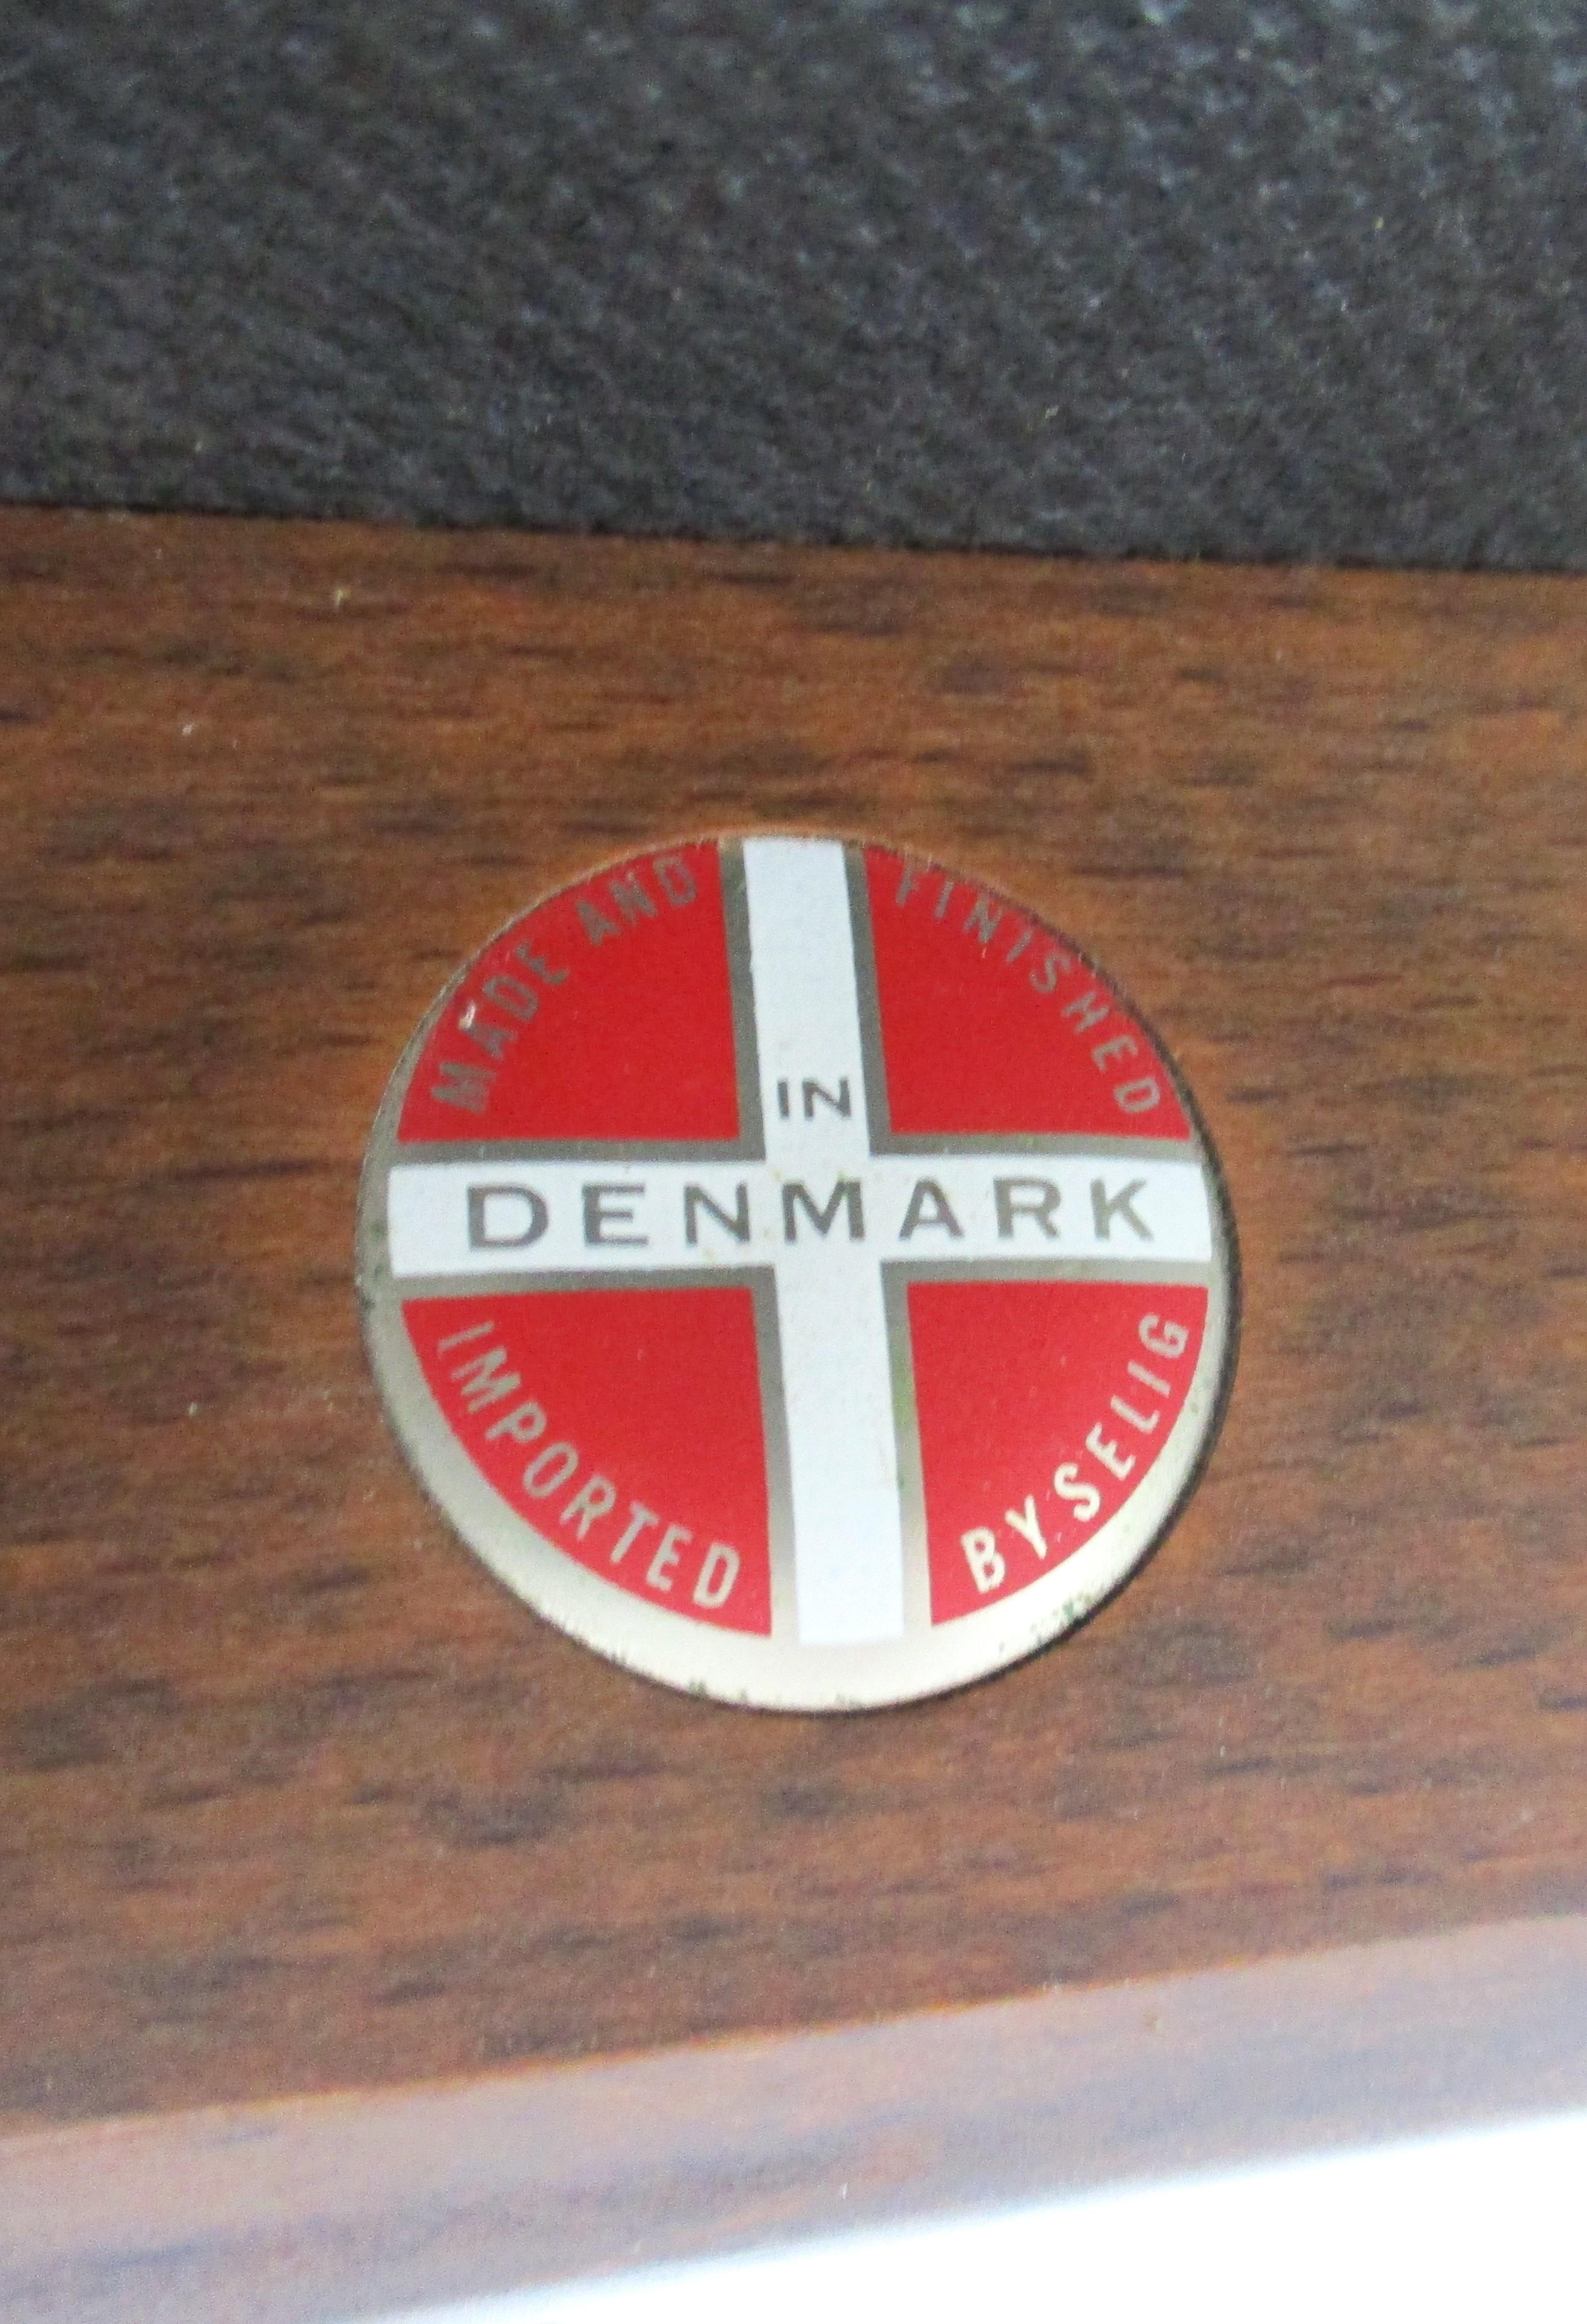 MADE AND FINISHED
IN
DENMARK
IMPORTED BY SELIG